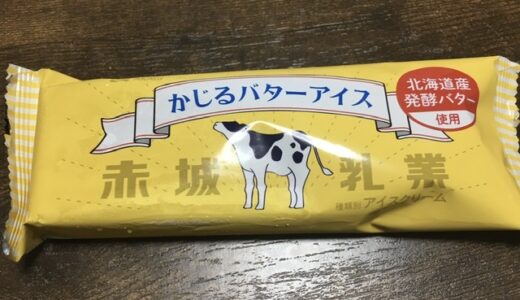 かじるバターアイス
北海道産
発酵バター
使用
赤城 乳業
種類別 アイスクリーム